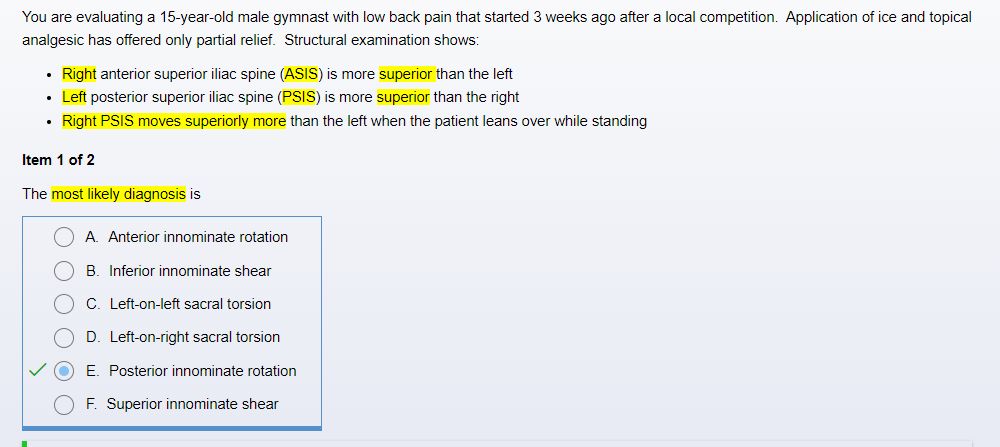 You are evaluating a 15-year-old male gymnast with low back pain that started 3 weeks ago after a local competition.  Application of ice and topical
analgesic has offered only partial relief.  Structural examination shows:
• Right anterior superior iliac spine (ASIS) is more superior than the left
• Left posterior superior iliac spine (PSIS) is more superior than the right
• Right PSIS moves superiorly more than the left when the patient leans over while standing
Item 1 of 2
The most likely diagnosis is
A.  Anterior innominate rotation
B.  Inferior innominate shear
C.  Left-on-left sacral torsion
D.  Left-on-right sacral torsion
E.  Posterior innominate rotation
F.  Superior innominate shear